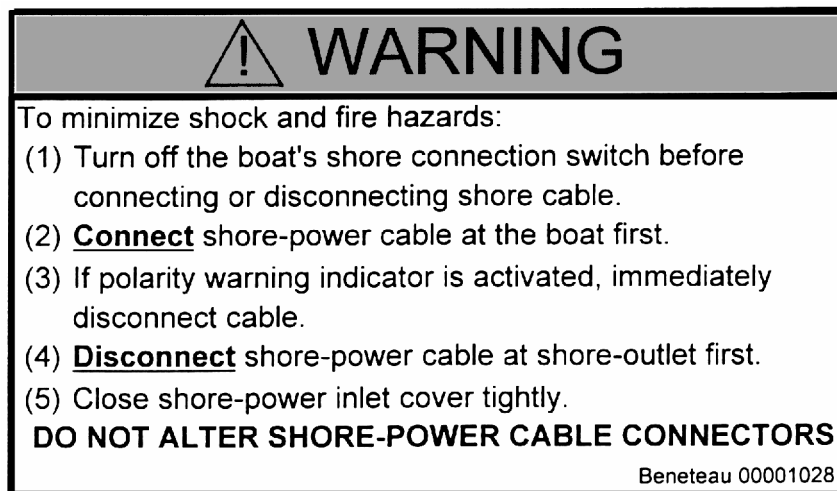 WARNING
To minimize shock and fire hazards:
(1) Turn off the boat's shore connection switch before
connecting or disconnecting shore cable.
(2) Connect shore-power cable at the boat first.
(3) If polarity warning indicator is activated, immediately
disconnect cable.
(4) Disconnect shore-power cable at shore-outlet first.
(5) Close shore-power inlet cover tightly.
DO NOT ALTER SHORE-POWER CABLE CONNECTORS
Beneteau 00001028